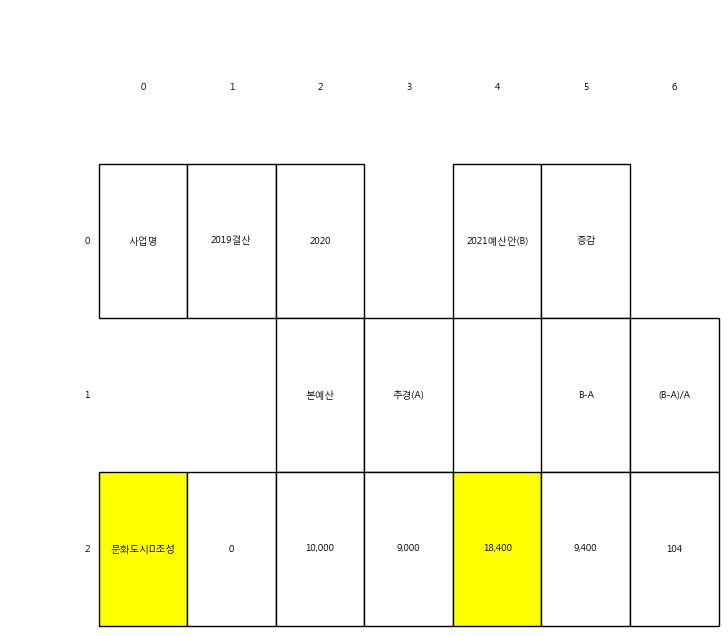 0 1 2 3 4 5 6
0 사업명 2019결산 2020 2021예산안(B) 증감
1 본예산 추경(A) B-A (B-A)/A
2 문화도시□조성 0 10,000 9,000 18,400 9,400 104